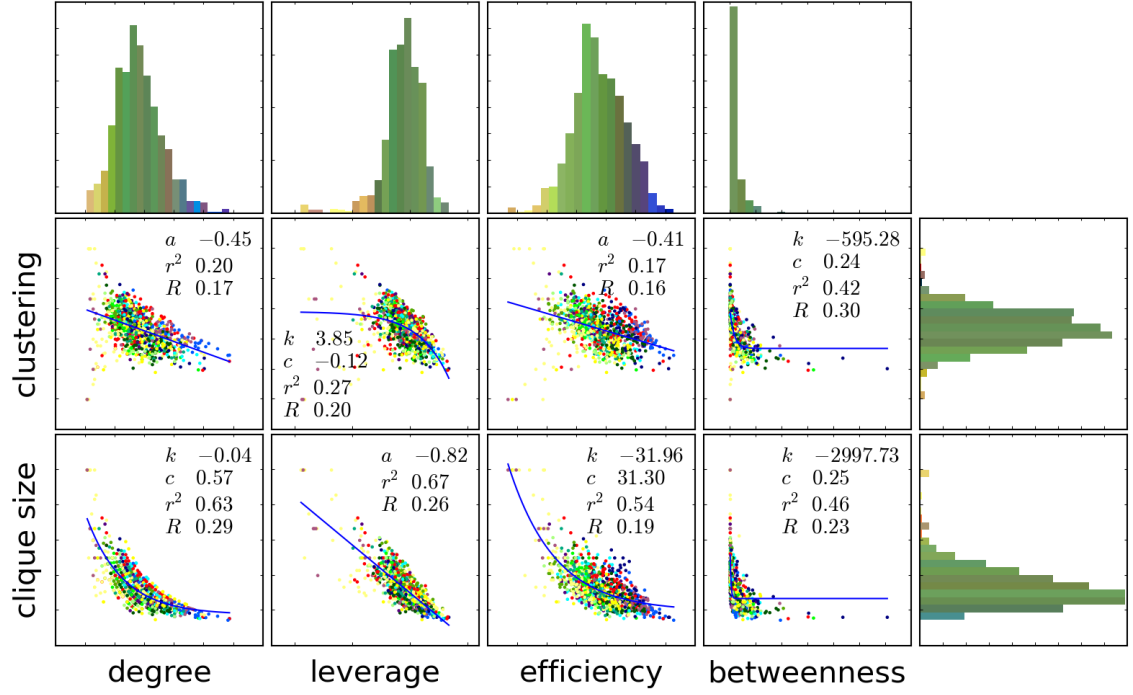 clustering
a −0.45
r² 0.20
R 0.17
k 3.85
c −0.12
r² 0.27
R 0.20
a −0.41
r² 0.17
R 0.16
k −595.28
c 0.24
r² 0.42
R 0.30
clique size
k −0.04
c 0.57
r² 0.63
R 0.29
a −0.82
r² 0.67
R 0.26
k −31.96
c 31.30
r² 0.54
R 0.19
k −2997.73
c 0.25
r² 0.46
R 0.23
degree leverage efficiency betweenness